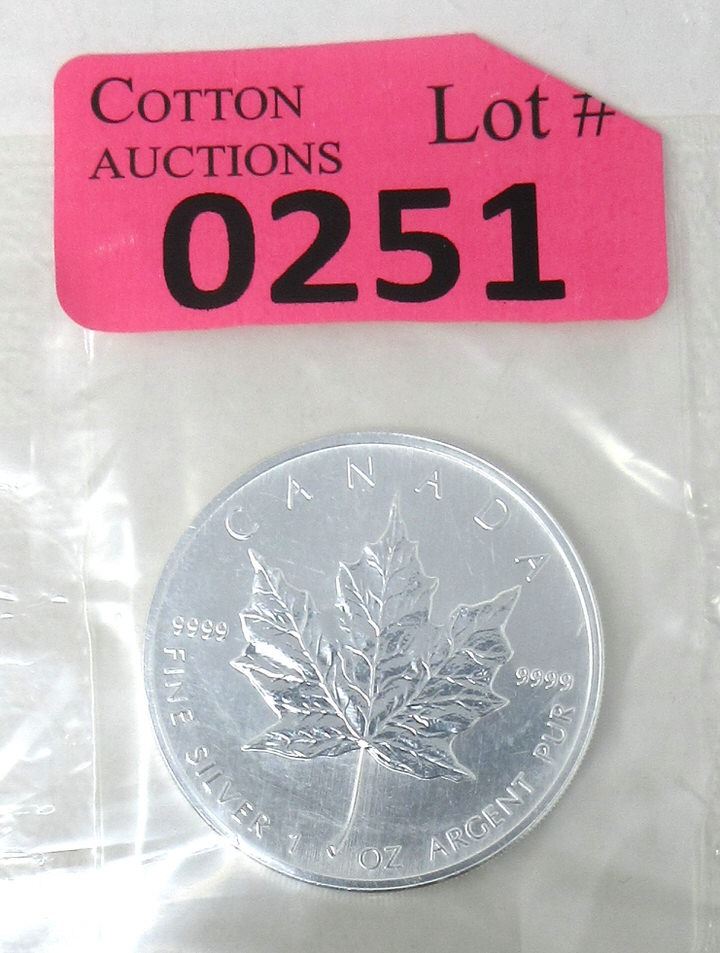 COTTON
AUCTIONS
Lot #
0251
CANADA
9999
9999
FINE SILVER 1 OZ ARGENT PUR